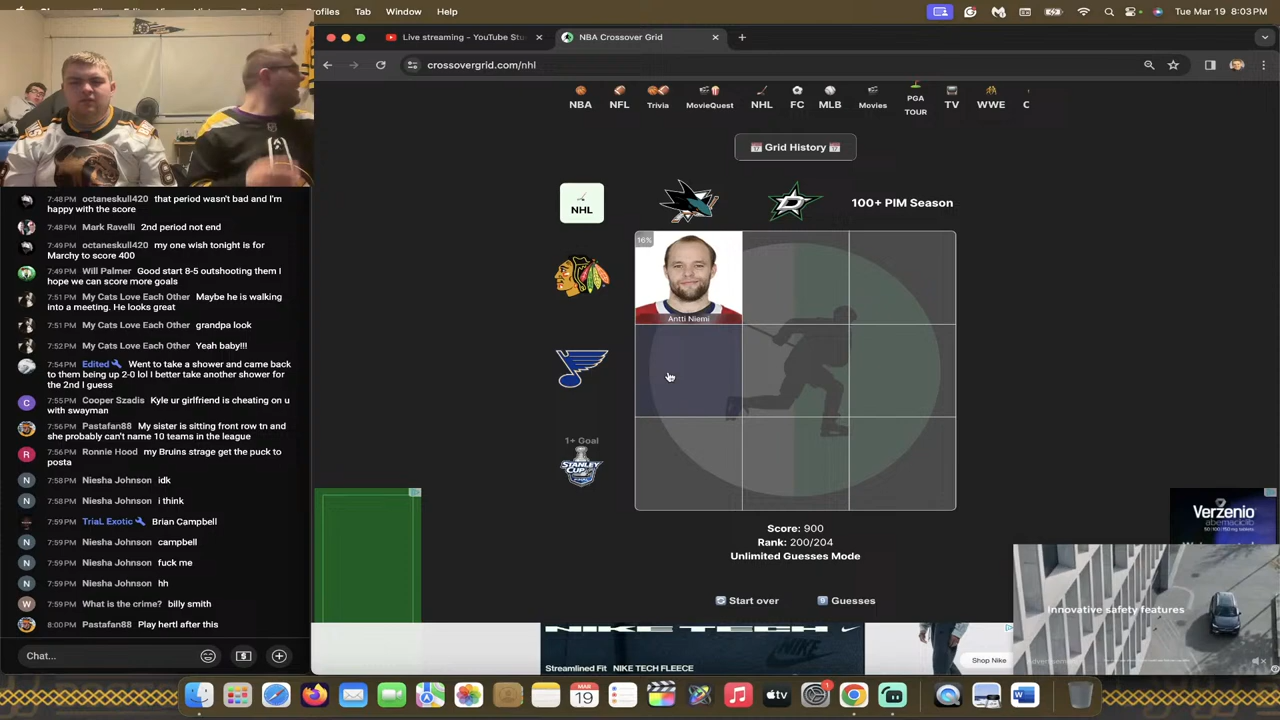 Profiles Tab Window Help Tue Mar 19 8:03 PM
Live streaming - YouTube Stu
NBA Crossover Grid
crossovergrid.com/nhl
NBA NFL Trivia MovieQuest NHL FC MLB Movies PGA TOUR TV WWE C
Grid History
NHL
100+ PIM Season
16%
Antti Niemi
1+ Goal
Score: 900
Rank: 200/204
Unlimited Guesses Mode
Start over
Guesses
7:48 PM octaneskull420 that period wasn't bad and I'm
happy with the score
7:48 PM Mark Ravelli 2nd period not end
7:49 PM octaneskull420 my one wish tonight is for
Marchy to score 400
7:49 PM Will Palmer Good start 8-5 outshooting them I
hope we can score more goals
7:51 PM My Cats Love Each Other Maybe he is walking
into a meeting. He looks great
7:51 PM My Cats Love Each Other grandpa look
7:52 PM My Cats Love Each Other Yeah baby!!!
7:54 PM Edited Went to take a shower and came back
to them being up 2-0 lol I better take another shower for
the 2nd I guess
7:55 PM Cooper Szadis Kyle ur girlfriend is cheating on u
with swayman
7:56 PM Pastafan88 My sister is sitting front row tn and
she probably can't name 10 teams in the league
7:56 PM Ronnie Hood my Bruins strage get the puck to
posta
7:58 PM Niesha Johnson idk
7:58 PM Niesha Johnson i think
7:59 PM TriaL Exotic Brian Campbell
7:59 PM Niesha Johnson campbell
7:59 PM Niesha Johnson fuck me
7:59 PM Niesha Johnson hh
7:59 PM What is the crime? billy smith
8:00 PM Pastafan88 Play hertl after this
Chat...
Verzenio
abemaciclib
Innovative safety features
NIKE TECH
Streamlined Fit NIKE TECH FLEECE
Shop Nike
MAR
19
tv
1
W